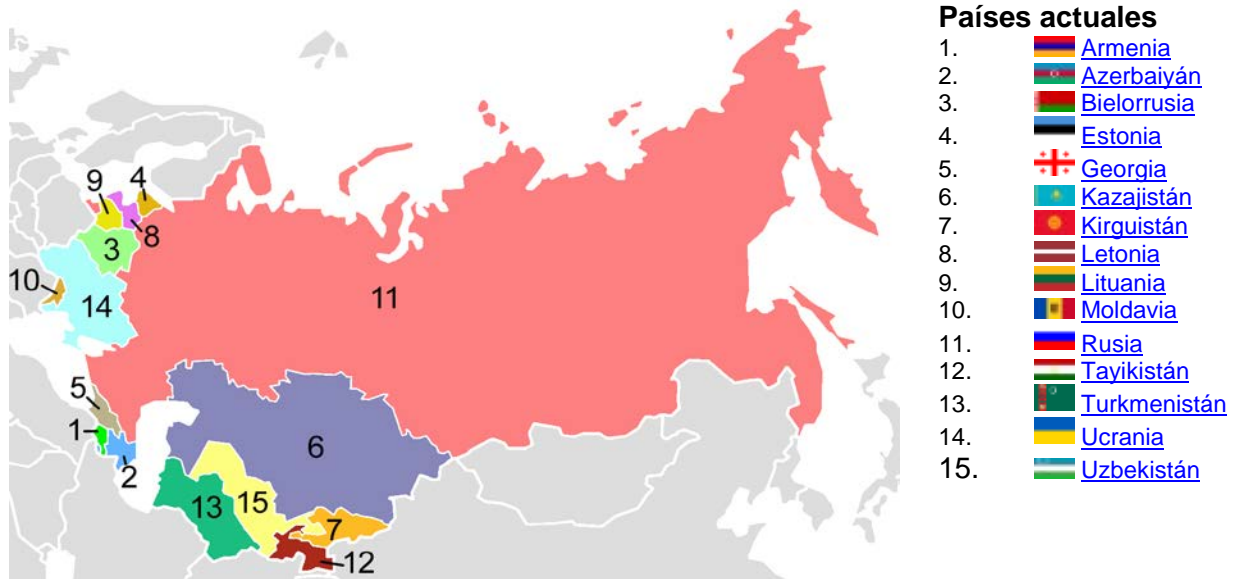 Países actuales
1. Armenia
2. Azerbaiyán
3. Bielorrusia
4. Estonia
5. Georgia
6. Kazajistán
7. Kirguistán
8. Letonia
9. Lituania
10. Moldavia
11. Rusia
12. Tayikistán
13. Turkmenistán
14. Ucrania
15. Uzbekistán
9
4
3
8
10
14
11
5
1
2
6
13
15
7
12